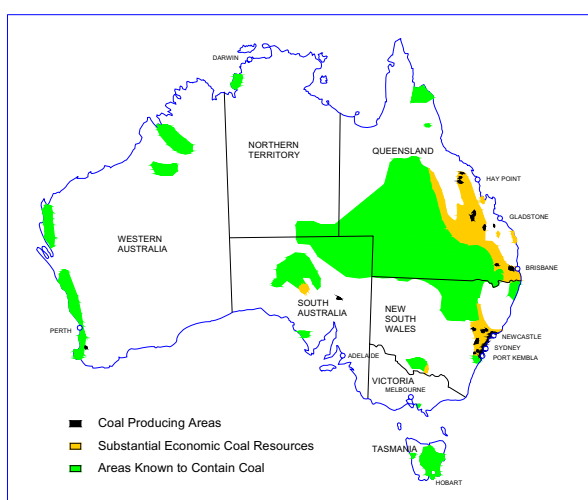 DARWIN
NORTHERN
TERRITORY
QUEENSLAND
HAY POINT
GLADSTONE
WESTERN
AUSTRALIA
BRISBANE
SOUTH
AUSTRALIA
NEW
SOUTH
WALES
PERTH
NEWCASTLE
SYDNEY
PORT KEMBLA
ADELAIDE
VICTORIA
MELBOURNE
Coal Producing Areas
Substantial Economic Coal Resources
Areas Known to Contain Coal
TASMANIA
HOBART